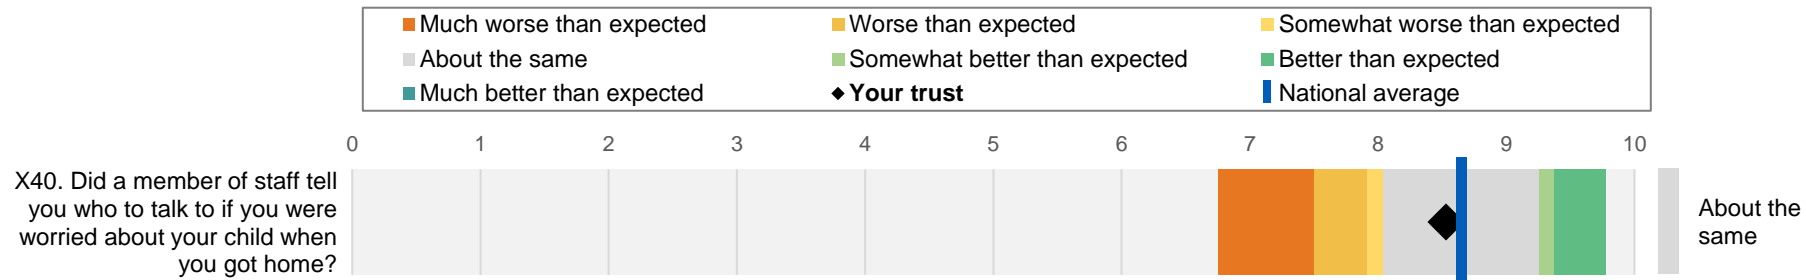 Much worse than expected
Worse than expected
Somewhat worse than expected
About the same
Somewhat better than expected
Better than expected
Much better than expected
Your trust
National average
0 1 2 3 4 5 6 7 8 9 10
X40. Did a member of staff tell
you who to talk to if you were
worried about your child when
you got home?
About the
same